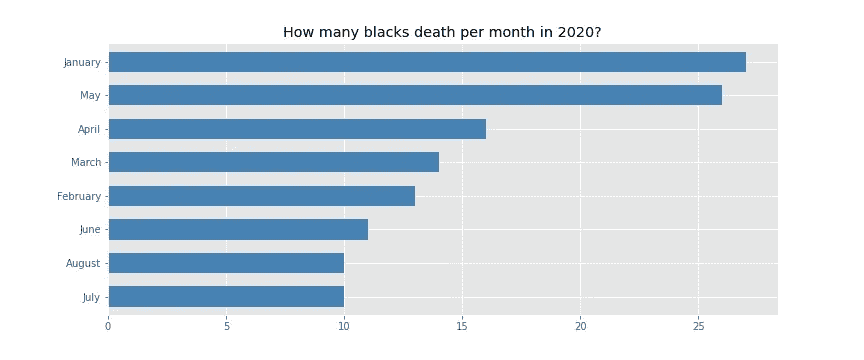 How many blacks death per month in 2020?
January
May
April
March
February
June
August
July
0 5 10 15 20 25